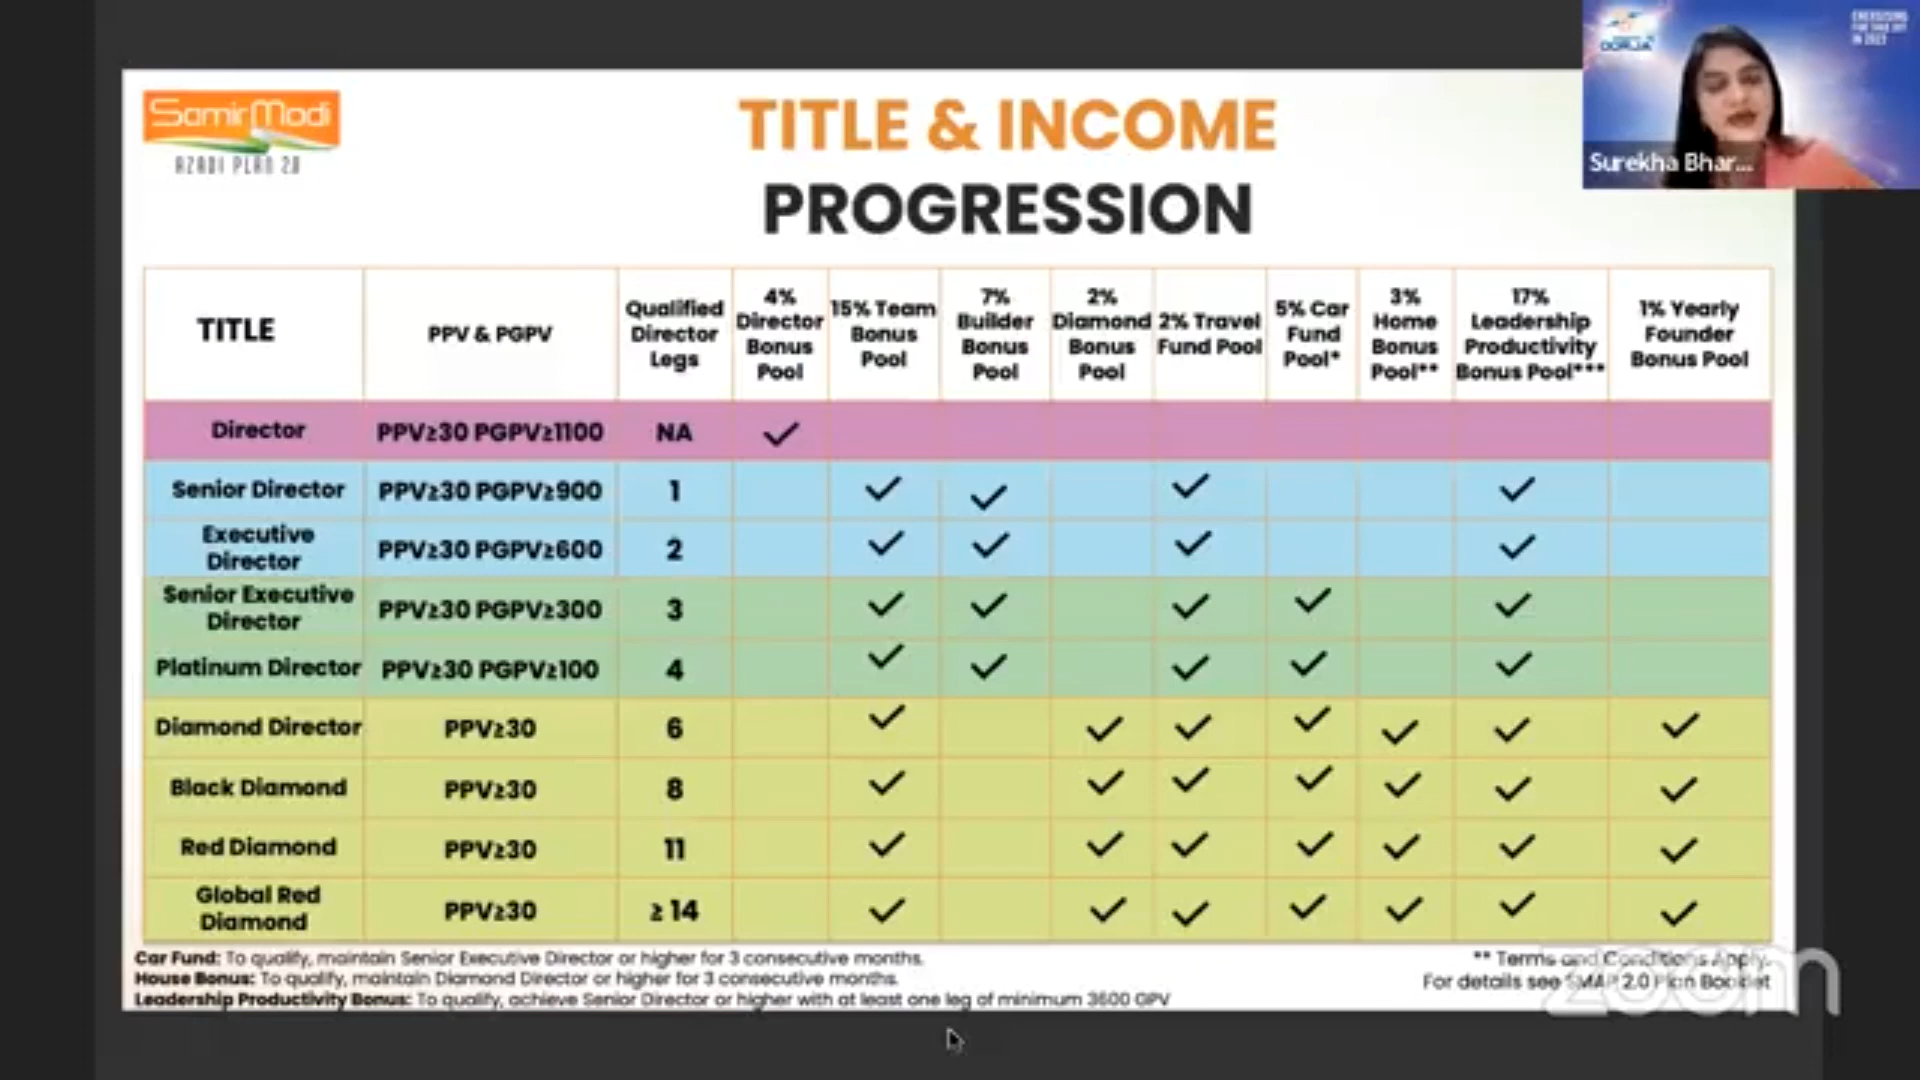 SamirModi
AZADI PLAN 2.0
TITLE & INCOME
PROGRESSION
Surekha Bhar...
TITLE
PPV & PGPV
Qualified
Director
Legs
4%
Director
Bonus
Pool
15% Team
Bonus
Pool
7%
Builder
Bonus
Pool
2%
Diamond
Bonus
Pool
2% Travel
Fund Pool
5% Car
Fund
Pool*
3%
Home
Bonus
Pool**
17%
Leadership
Productivity
Bonus Pool***
1% Yearly
Founder
Bonus Pool
Director PPV≥30 PGPV≥1100 NA ✓
Senior Director PPV≥30 PGPV≥900 1 ✓ ✓ ✓ ✓
Executive
Director PPV≥30 PGPV≥600 2 ✓ ✓ ✓ ✓
Senior Executive
Director PPV≥30 PGPV≥300 3 ✓ ✓ ✓ ✓ ✓
Platinum Director PPV≥30 PGPV≥100 4 ✓ ✓ ✓ ✓ ✓
Diamond Director PPV≥30 6 ✓ ✓ ✓ ✓ ✓ ✓ ✓
Black Diamond PPV≥30 8 ✓ ✓ ✓ ✓ ✓ ✓ ✓
Red Diamond PPV≥30 11 ✓ ✓ ✓ ✓ ✓ ✓ ✓
Global Red
Diamond PPV≥30 ≥ 14 ✓ ✓ ✓ ✓ ✓ ✓ ✓
Car Fund: To qualify, maintain Senior Executive Director or higher for 3 consecutive months.
House Bonus: To qualify, maintain Diamond Director or higher for 3 consecutive months.
Leadership Productivity Bonus: To qualify, achieve Senior Director or higher with at least one leg of minimum 3600 GPV
** Terms and Conditions Apply.
For details see SMAP 2.0 Plan Booklet
zoom